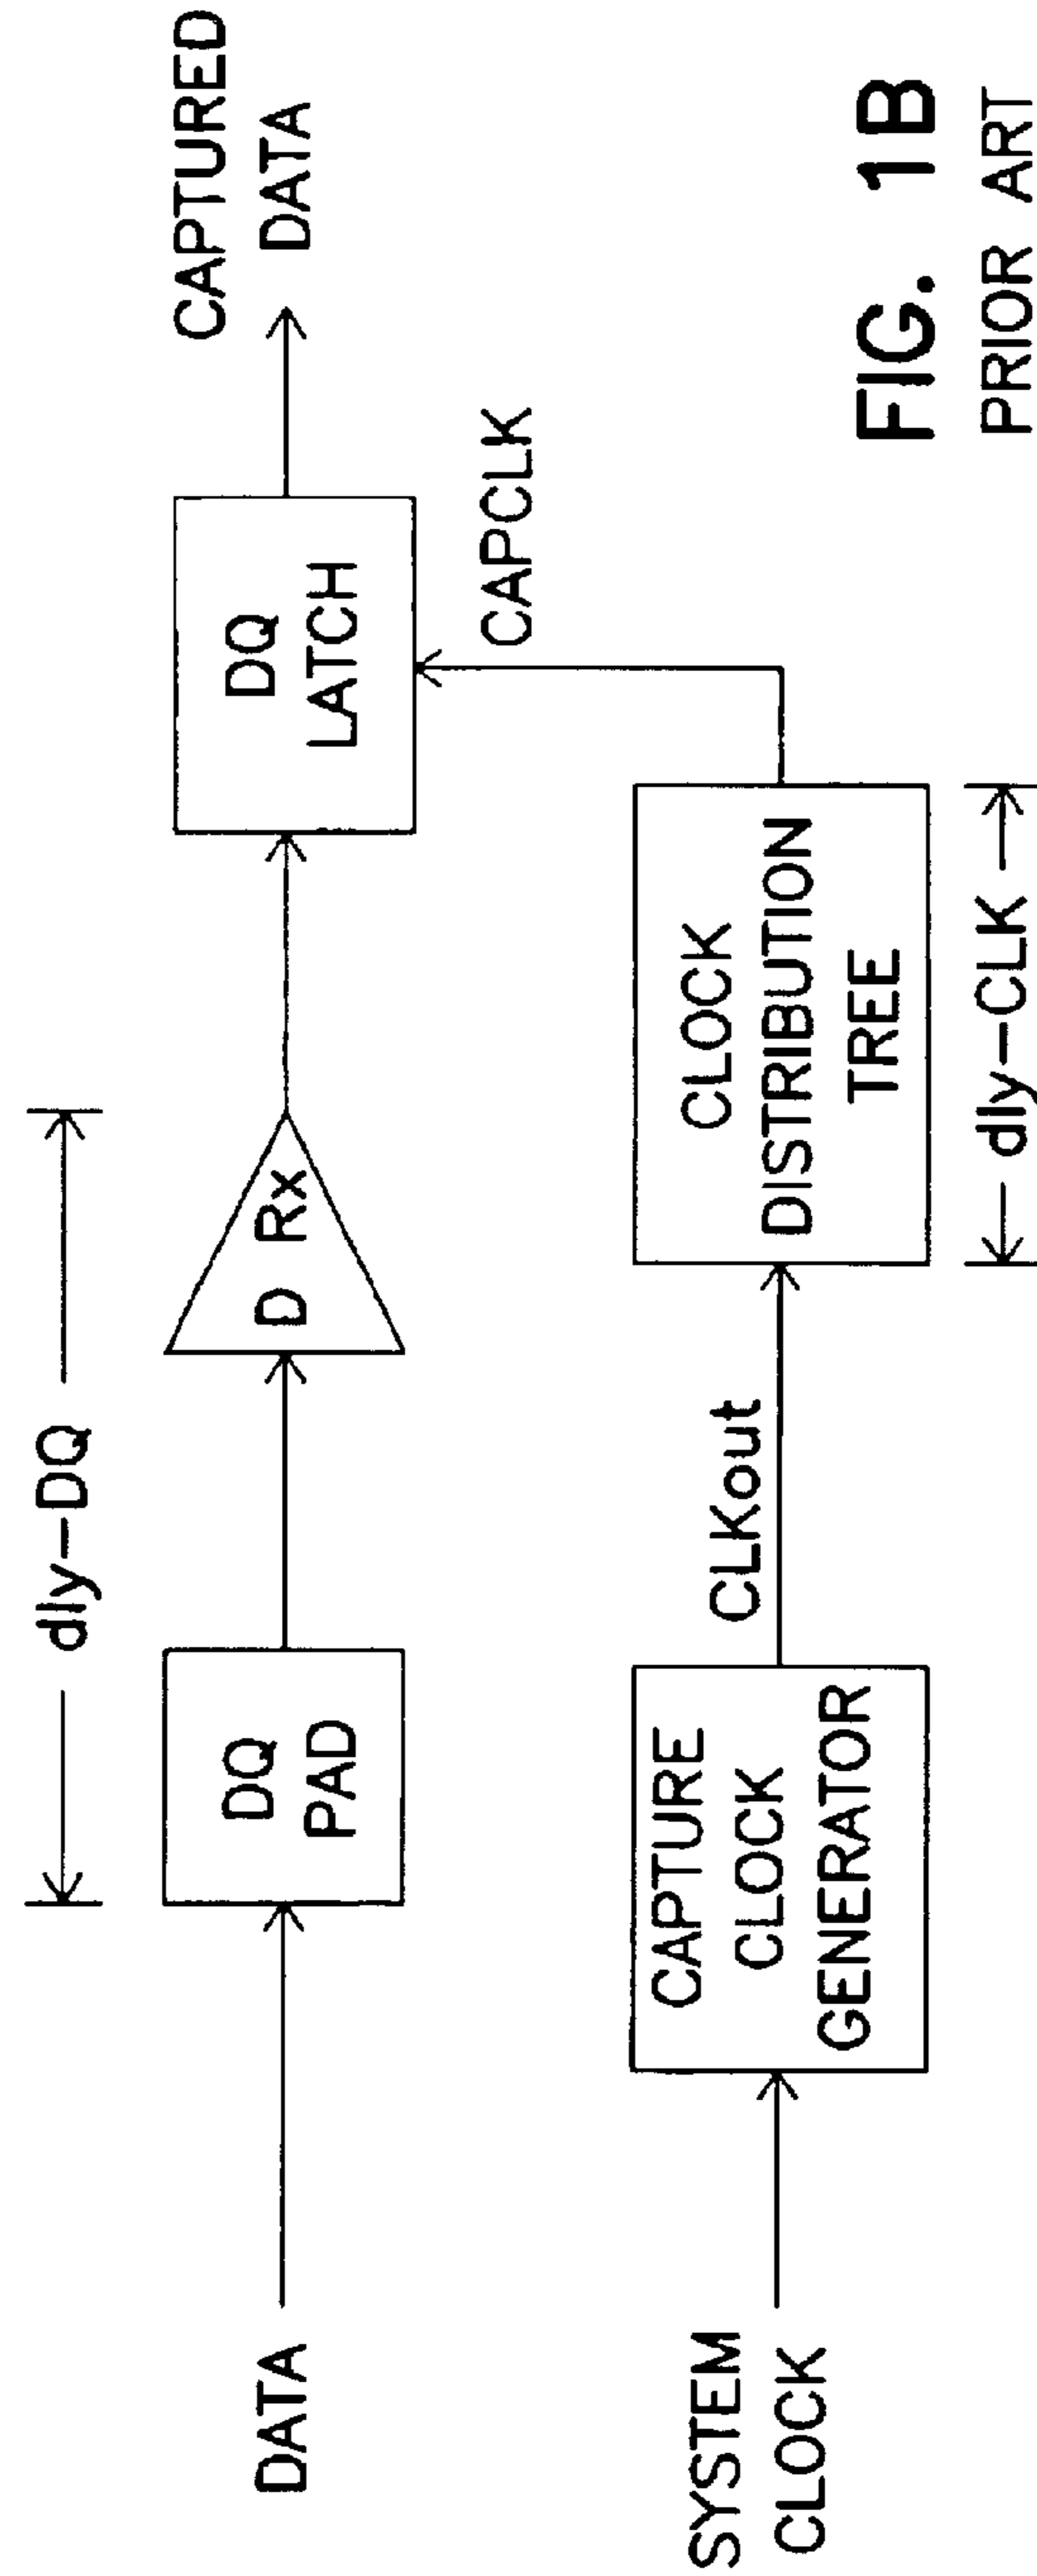 dly-DQ
DATA
DQ
PAD
D Rx
DQ
LATCH
CAPTURED
DATA
CAPCLK
SYSTEM
CLOCK
CAPTURE
CLOCK
GENERATOR
CLKout
CLOCK
DISTRIBUTION
TREE
dly-CLK
FIG. 1B
PRIOR ART